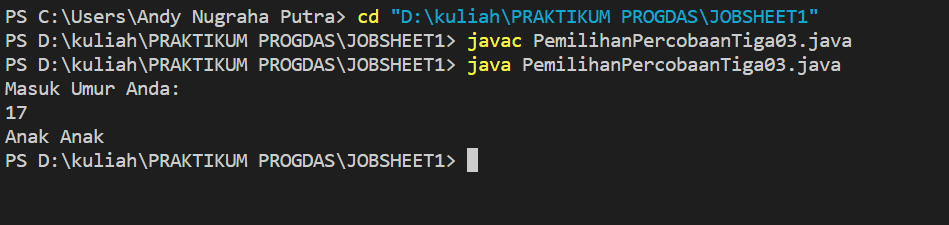 PS C:\Users\Andy Nugraha Putra> cd "D:\kuliah\PRAKTIKUM PROGDAS\JOBSHEET1"
PS D:\kuliah\PRAKTIKUM PROGDAS\JOBSHEET1> javac PemilihanPercobaanTiga03.java
PS D:\kuliah\PRAKTIKUM PROGDAS\JOBSHEET1> java PemilihanPercobaanTiga03.java
Masuk Umur Anda:
17
Anak Anak
PS D:\kuliah\PRAKTIKUM PROGDAS\JOBSHEET1>